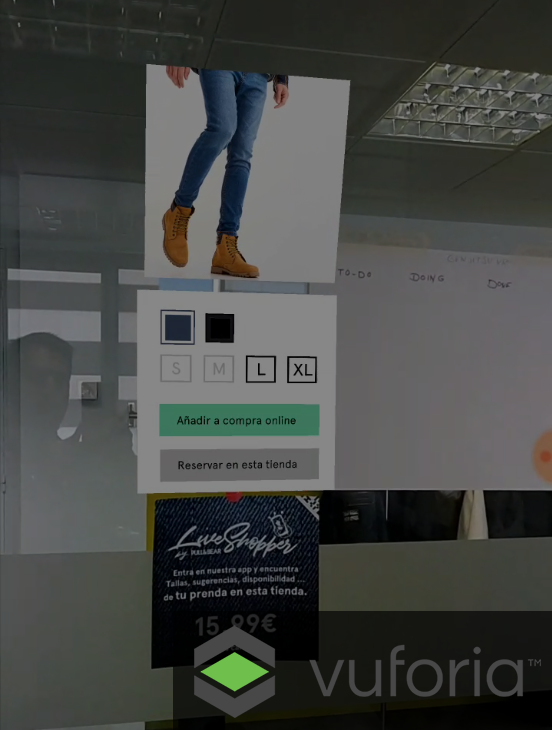 TO-DO
DOING
DONE
S M L XL
Añadir a compra online
Reservar en esta tienda
LiveShopper
by PULL&BEAR
Entra en nuestra app y encuentra
Tallas, sugerencias, disponibilidad ...
de tu prenda en esta tienda.
15,99€
vuforia™